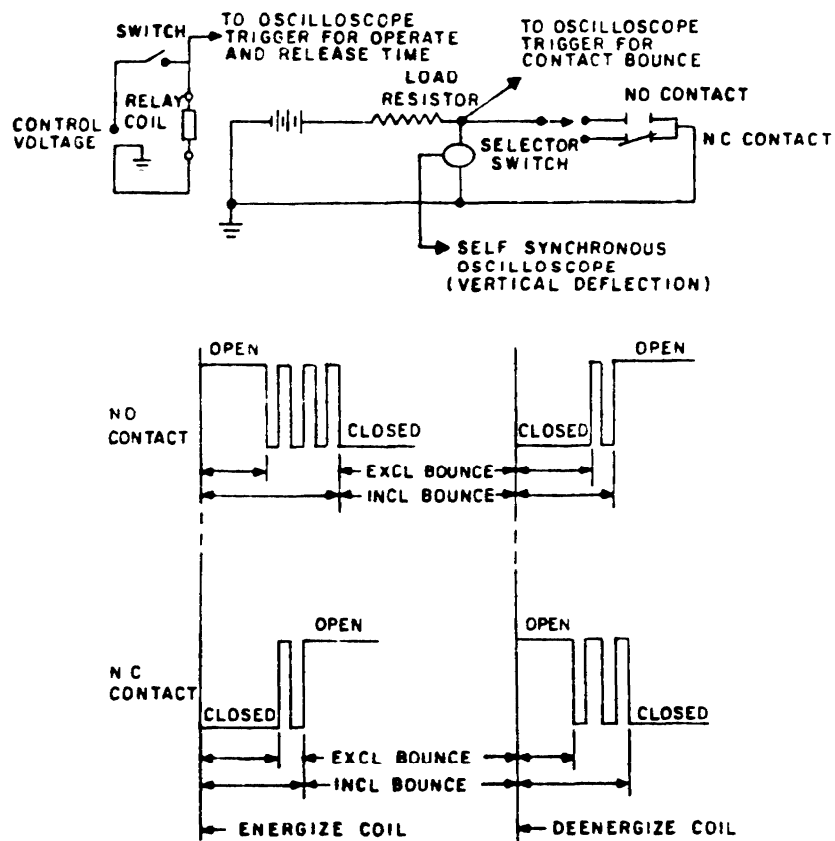 SWITCH
TO OSCILLOSCOPE
TRIGGER FOR OPERATE
AND RELEASE TIME
TO OSCILLOSCOPE
TRIGGER FOR
CONTACT BOUNCE
LOAD
RESISTOR
RELAY
COIL
CONTROL
VOLTAGE
NO CONTACT
NC CONTACT
SELECTOR
SWITCH
SELF SYNCHRONOUS
OSCILLOSCOPE
(VERTICAL DEFLECTION)
OPEN
OPEN
NO
CONTACT
CLOSED
CLOSED
EXCL BOUNCE
INCL BOUNCE
OPEN
OPEN
NC
CONTACT
CLOSED
CLOSED
EXCL BOUNCE
INCL BOUNCE
ENERGIZE COIL
DEENERGIZE COIL